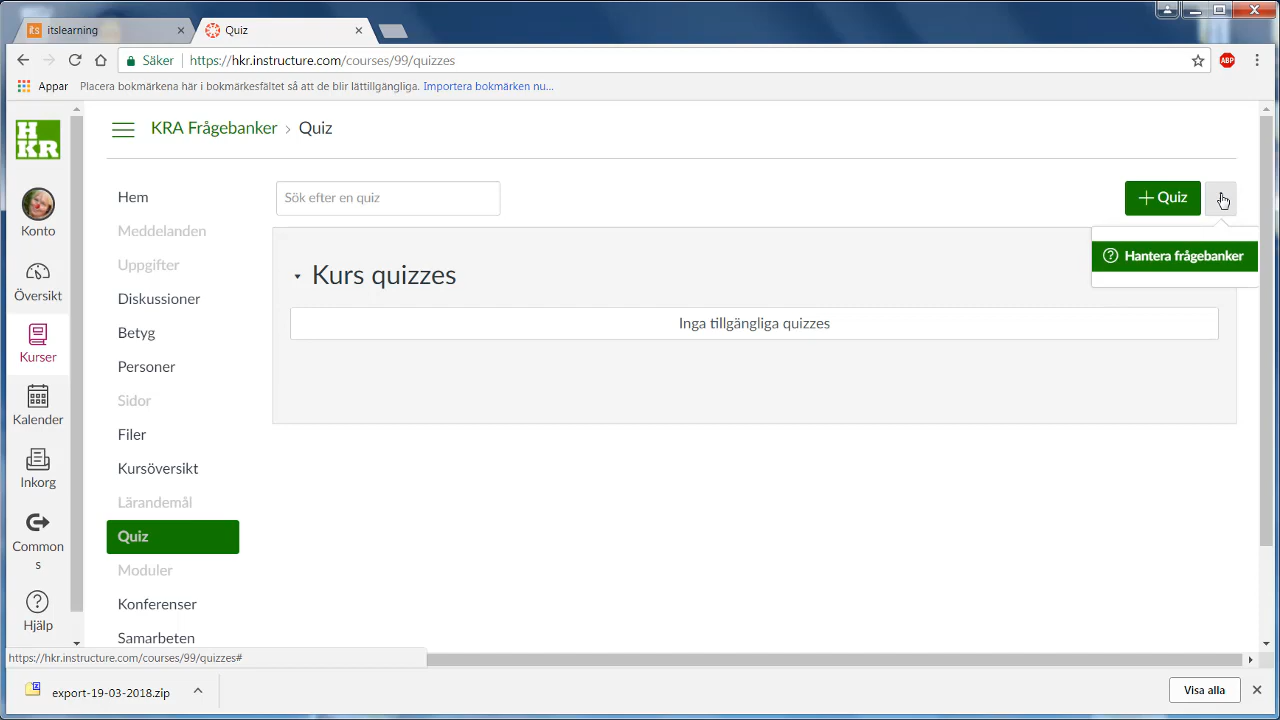 its itslearning
Quiz
Säker https://hkr.instructure.com/courses/99/quizzes
ABP
Appar Placera bokmärkena här i bokmärkesfältet så att de blir lättillgängliga. Importera bokmärken nu...
H
KR
KRA Frågebanker › Quiz
Konto
Översikt
Kurser
Kalender
Inkorg
Common
s
Hjälp
Hem
Meddelanden
Uppgifter
Diskussioner
Betyg
Personer
Sidor
Filer
Kursöversikt
Lärandemål
Quiz
Moduler
Konferenser
Samarbeten
Sök efter en quiz
+ Quiz
Hantera frågebanker
Kurs quizzes
Inga tillgängliga quizzes
https://hkr.instructure.com/courses/99/quizzes#
export-19-03-2018.zip
Visa alla